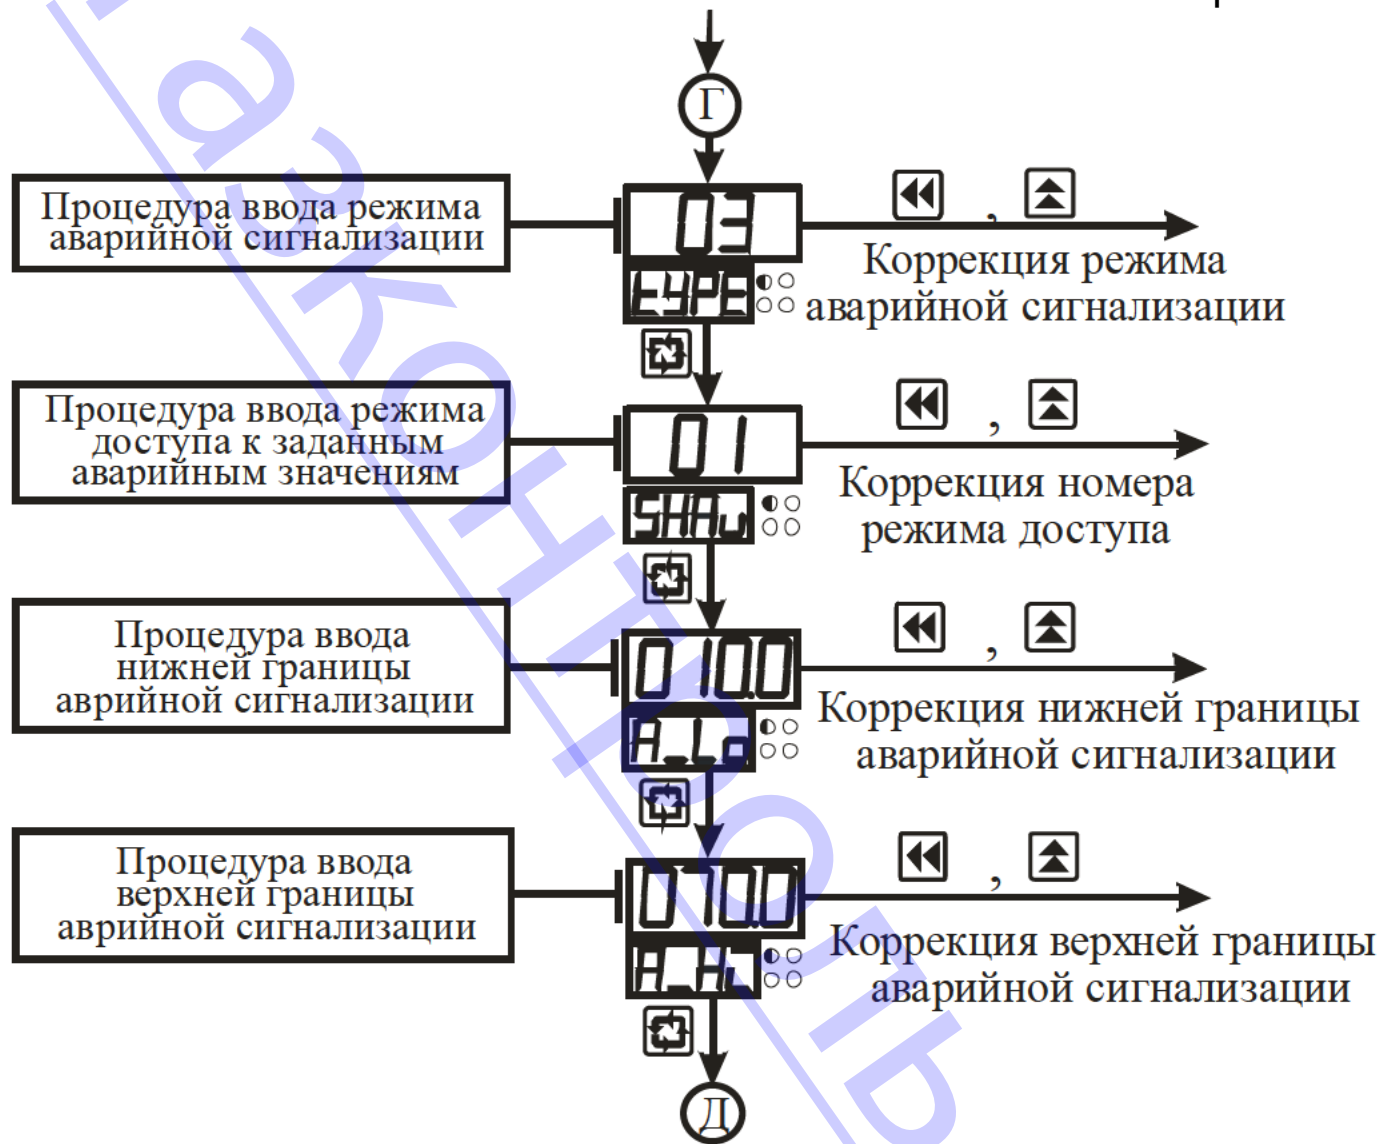 Г
Процедура ввода режима
аварийной сигнализации
03
tYPE
Коррекция режима
аварийной сигнализации
Процедура ввода режима
доступа к заданным
аварийным значениям
01
SHAu
,
Коррекция номера
режима доступа
Процедура ввода
нижней границы
аврийной сигнализации
010.0
A_Lo
,
Коррекция нижней границы
аварийной сигнализации
Процедура ввода
верхней границы
аврийной сигнализации
070.0
A_Hi
,
Коррекция верхней границы
аварийной сигнализации
Д
газконтроль